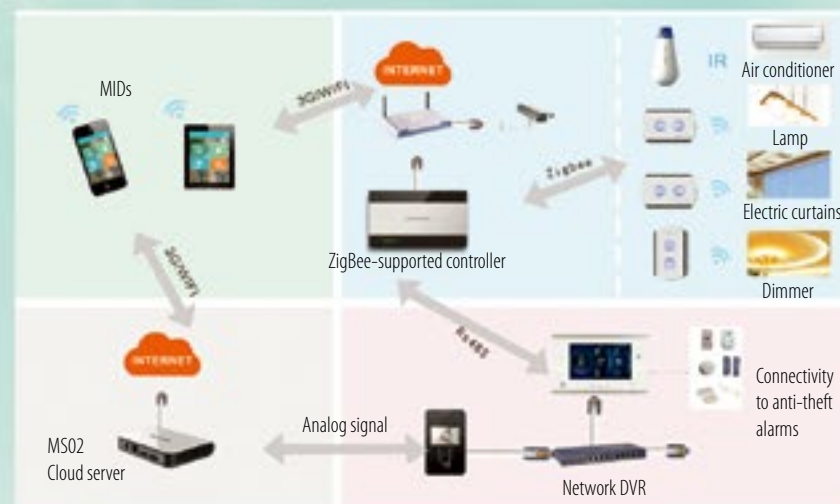 MIDs
3G/WiFi
INTERNET
Zigbee
IR
Air conditioner
Lamp
Electric curtains
Dimmer
ZigBee-supported controller
3G/WiFi
INTERNET
RS485
MS02
Cloud server
Analog signal
Network DVR
Connectivity
to anti-theft
alarms